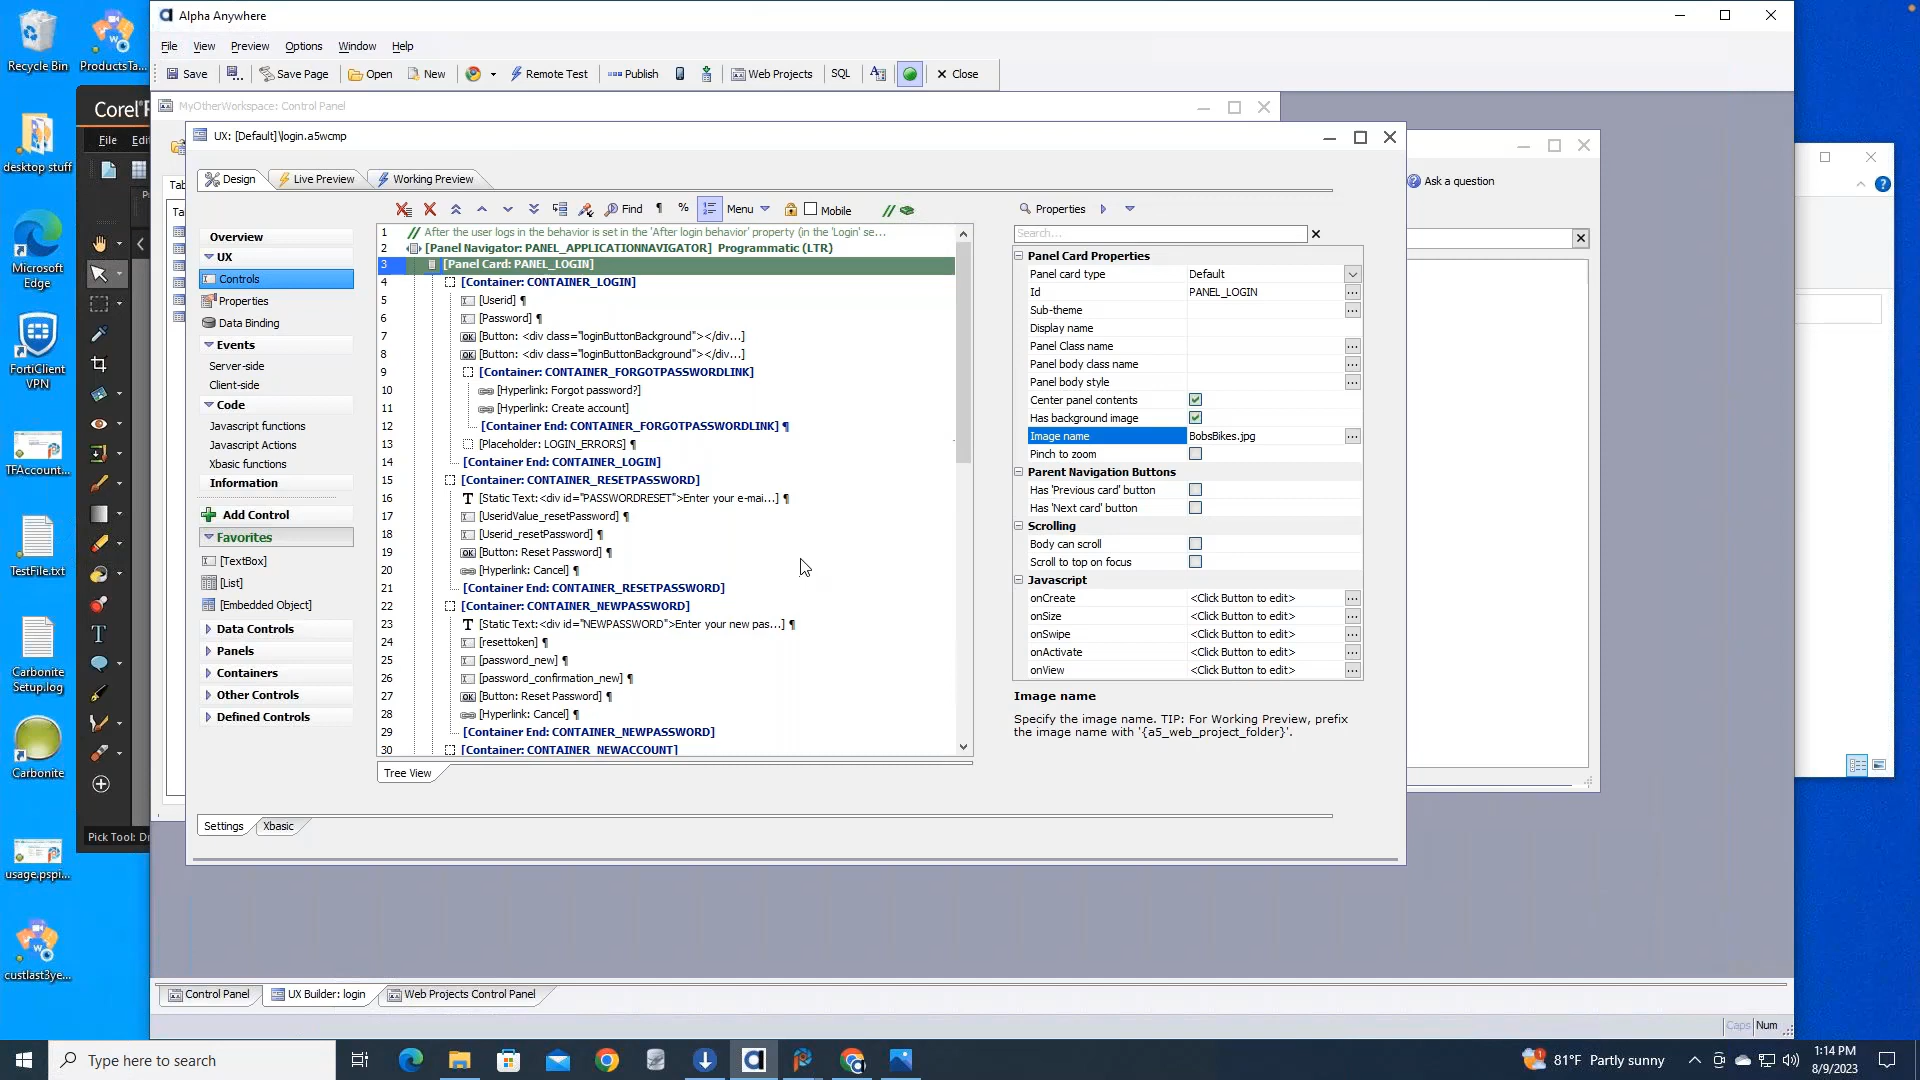 Alpha Anywhere
File View Preview Options Window Help
Save Save Page Open New Remote Test Publish Web Projects SQL Close
MyOtherWorkspace: Control Panel
UX: [Default]\login.a5wcmp
Design Live Preview Working Preview
Find ¶ % Menu Mobile //
Properties
Ask a question
Search...
Overview
UX
Controls
Properties
Data Binding
Events
Server-side
Client-side
Code
Javascript functions
Javascript Actions
Xbasic functions
Information
Add Control
Favorites
[TextBox]
[List]
[Embedded Object]
Data Controls
Panels
Containers
Other Controls
Defined Controls
1 // After the user logs in the behavior is set in the 'After login behavior' property (in the 'Login' se...
2 [Panel Navigator: PANEL_APPLICATIONNAVIGATOR] Programmatic (LTR)
3 [Panel Card: PANEL_LOGIN]
4 [Container: CONTAINER_LOGIN]
5 [Userid] ¶
6 [Password] ¶
7 OK [Button: <div class="loginButtonBackground"></div...]
8 OK [Button: <div class="loginButtonBackground"></div...]
9 [Container: CONTAINER_FORGOTPASSWORDLINK]
10 [Hyperlink: Forgot password?]
11 [Hyperlink: Create account]
12 [Container End: CONTAINER_FORGOTPASSWORDLINK] ¶
13 [Placeholder: LOGIN_ERRORS] ¶
14 [Container End: CONTAINER_LOGIN]
15 [Container: CONTAINER_RESETPASSWORD]
16 T [Static Text:<div id="PASSWORDRESET">Enter your e-mai...] ¶
17 [UseridValue_resetPassword] ¶
18 [Userid_resetPassword] ¶
19 OK [Button: Reset Password] ¶
20 [Hyperlink: Cancel] ¶
21 [Container End: CONTAINER_RESETPASSWORD]
22 [Container: CONTAINER_NEWPASSWORD]
23 T [Static Text:<div id="NEWPASSWORD">Enter your new pas...] ¶
24 [resettoken] ¶
25 [password_new] ¶
26 [password_confirmation_new] ¶
27 OK [Button: Reset Password] ¶
28 [Hyperlink: Cancel] ¶
29 [Container End: CONTAINER_NEWPASSWORD]
30 [Container: CONTAINER_NEWACCOUNT]
Tree View
Settings Xbasic
Panel Card Properties
Panel card type Default
Id PANEL_LOGIN
Sub-theme
Display name
Panel Class name
Panel body class name
Panel body style
Center panel contents
Has background image
Image name BobsBikes.jpg
Pinch to zoom
Parent Navigation Buttons
Has 'Previous card' button
Has 'Next card' button
Scrolling
Body can scroll
Scroll to top on focus
Javascript
onCreate <Click Button to edit>
onSize <Click Button to edit>
onSwipe <Click Button to edit>
onActivate <Click Button to edit>
onView <Click Button to edit>
Image name
Specify the image name. TIP: For Working Preview, prefix
the image name with '{a5_web_project_folder}'.
Control Panel UX Builder: login Web Projects Control Panel
Caps Num
Recycle Bin
ProductsTa...
desktop stuff
Microsoft
Edge
FortiClient
VPN
TFAccount...
TestFile.txt
Carbonite
Setup.log
Carbonite
usage.pspi...
custlast3ye...
Corel
File Edi
Pick Tool: Dr
Type here to search
81°F Partly sunny
1:14 PM
8/9/2023